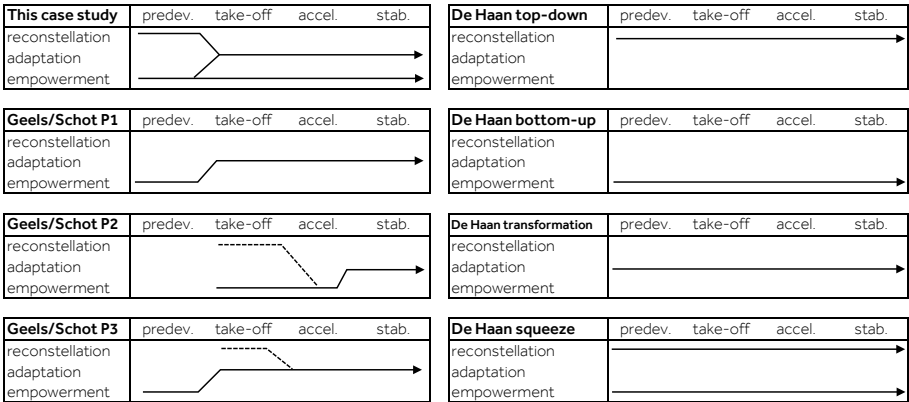 This case study predev. take-off accel. stab.
reconstellation
adaptation
empowerment
De Haan top-down predev. take-off accel. stab.
reconstellation
adaptation
empowerment
Geels/Schot P1 predev. take-off accel. stab.
reconstellation
adaptation
empowerment
De Haan bottom-up predev. take-off accel. stab.
reconstellation
adaptation
empowerment
Geels/Schot P2 predev. take-off accel. stab.
reconstellation
adaptation
empowerment
De Haan transformation predev. take-off accel. stab.
reconstellation
adaptation
empowerment
Geels/Schot P3 predev. take-off accel. stab.
reconstellation
adaptation
empowerment
De Haan squeeze predev. take-off accel. stab.
reconstellation
adaptation
empowerment